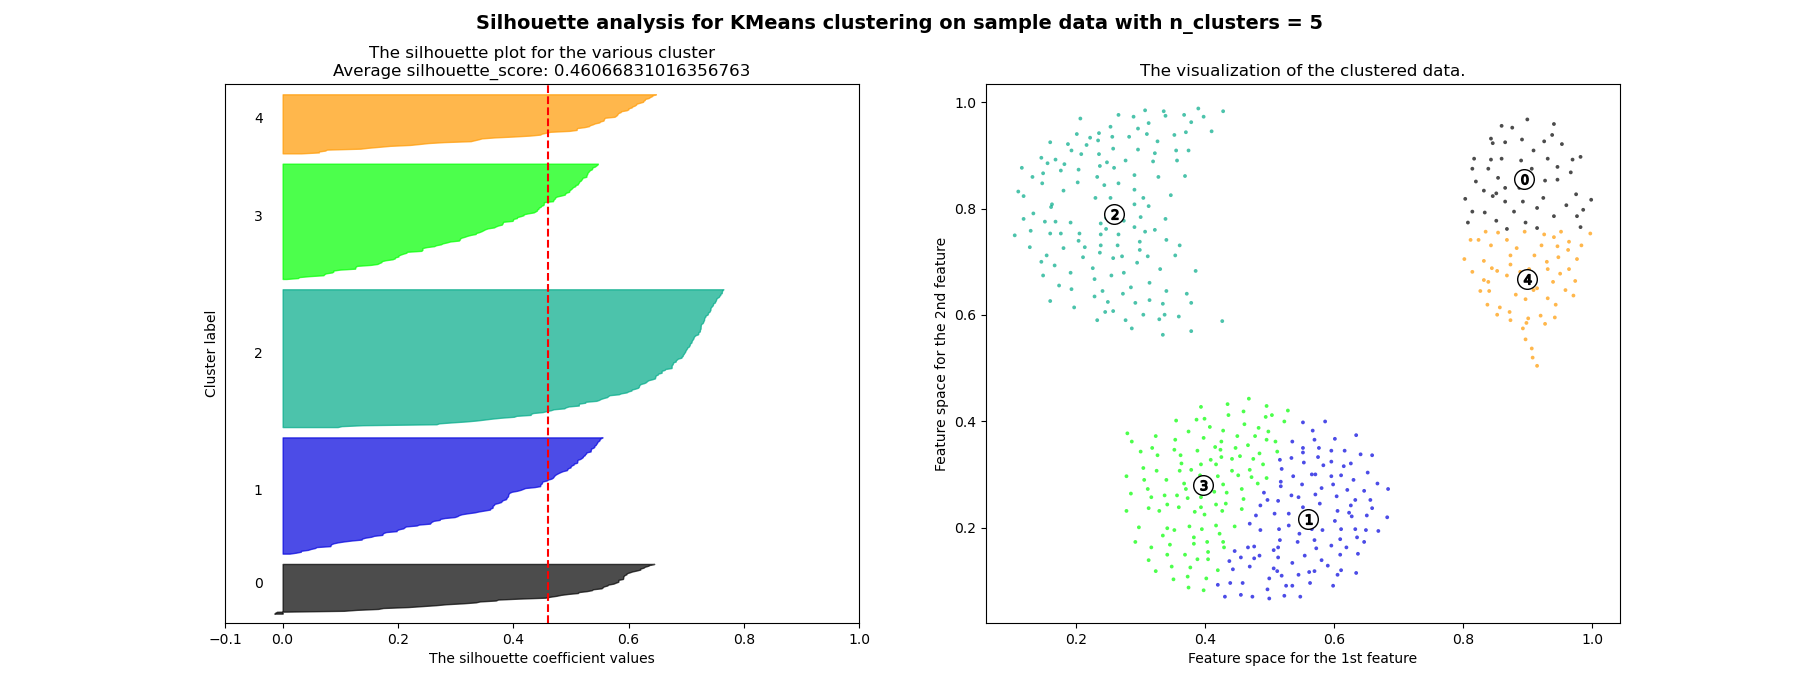 Silhouette analysis for KMeans clustering on sample data with n_clusters = 5
The silhouette plot for the various cluster
Average silhouette_score: 0.46066831016356763
4
3
2
1
0
Cluster label
−0.1 0.0 0.2 0.4 0.6 0.8 1.0
The silhouette coefficient values
The visualization of the clustered data.
1.0
0.8
0.6
0.4
0.2
Feature space for the 2nd feature
0
2
4
3
1
0.2 0.4 0.6 0.8 1.0
Feature space for the 1st feature